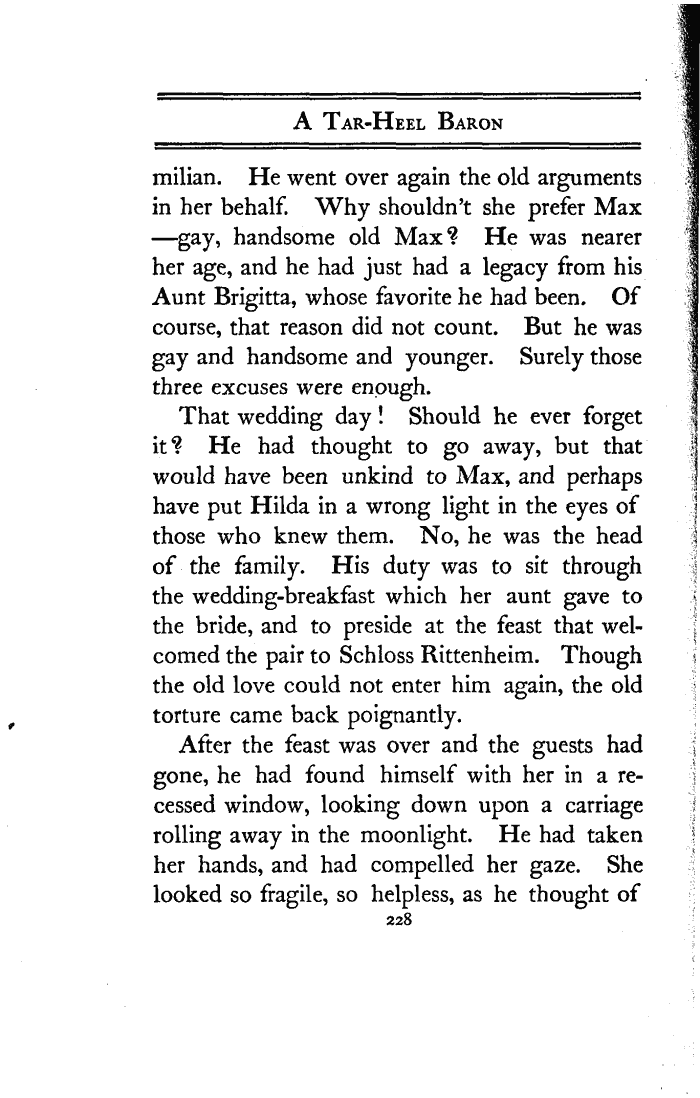 A Tar-Heel Baron
milian. He went over again the old arguments
in her behalf. Why shouldn't she prefer Max
—gay, handsome old Max? He was nearer
her age, and he had just had a legacy from his
Aunt Brigitta, whose favorite he had been. Of
course, that reason did not count. But he was
gay and handsome and younger. Surely those
three excuses were enough.
That wedding day! Should he ever forget
it? He had thought to go away, but that
would have been unkind to Max, and perhaps
have put Hilda in a wrong light in the eyes of
those who knew them. No, he was the head
of the family. His duty was to sit through
the wedding-breakfast which her aunt gave to
the bride, and to preside at the feast that wel-
comed the pair to Schloss Rittenheim. Though
the old love could not enter him again, the old
torture came back poignantly.
After the feast was over and the guests had
gone, he had found himself with her in a re-
cessed window, looking down upon a carriage
rolling away in the moonlight. He had taken
her hands, and had compelled her gaze. She
looked so fragile, so helpless, as he thought of
228